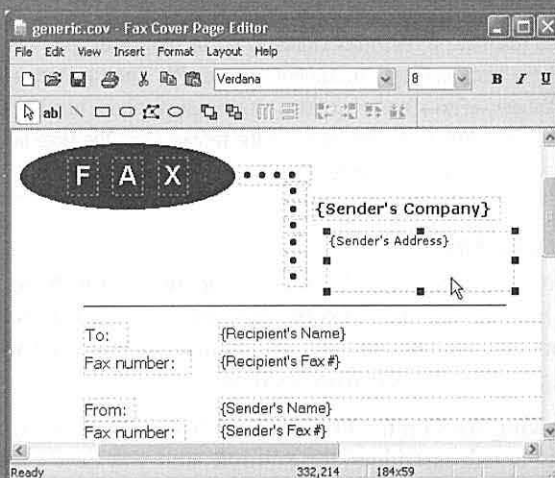 generic.cov - Fax Cover Page Editor
File Edit View Insert Format Layout Help
Verdana 8 B I U
abl
F A X
{Sender's Company}
{Sender's Address}
To: {Recipient's Name}
Fax number: {Recipient's Fax#}
From: {Sender's Name}
Fax number: {Sender's Fax#}
Ready 332,214 184x59